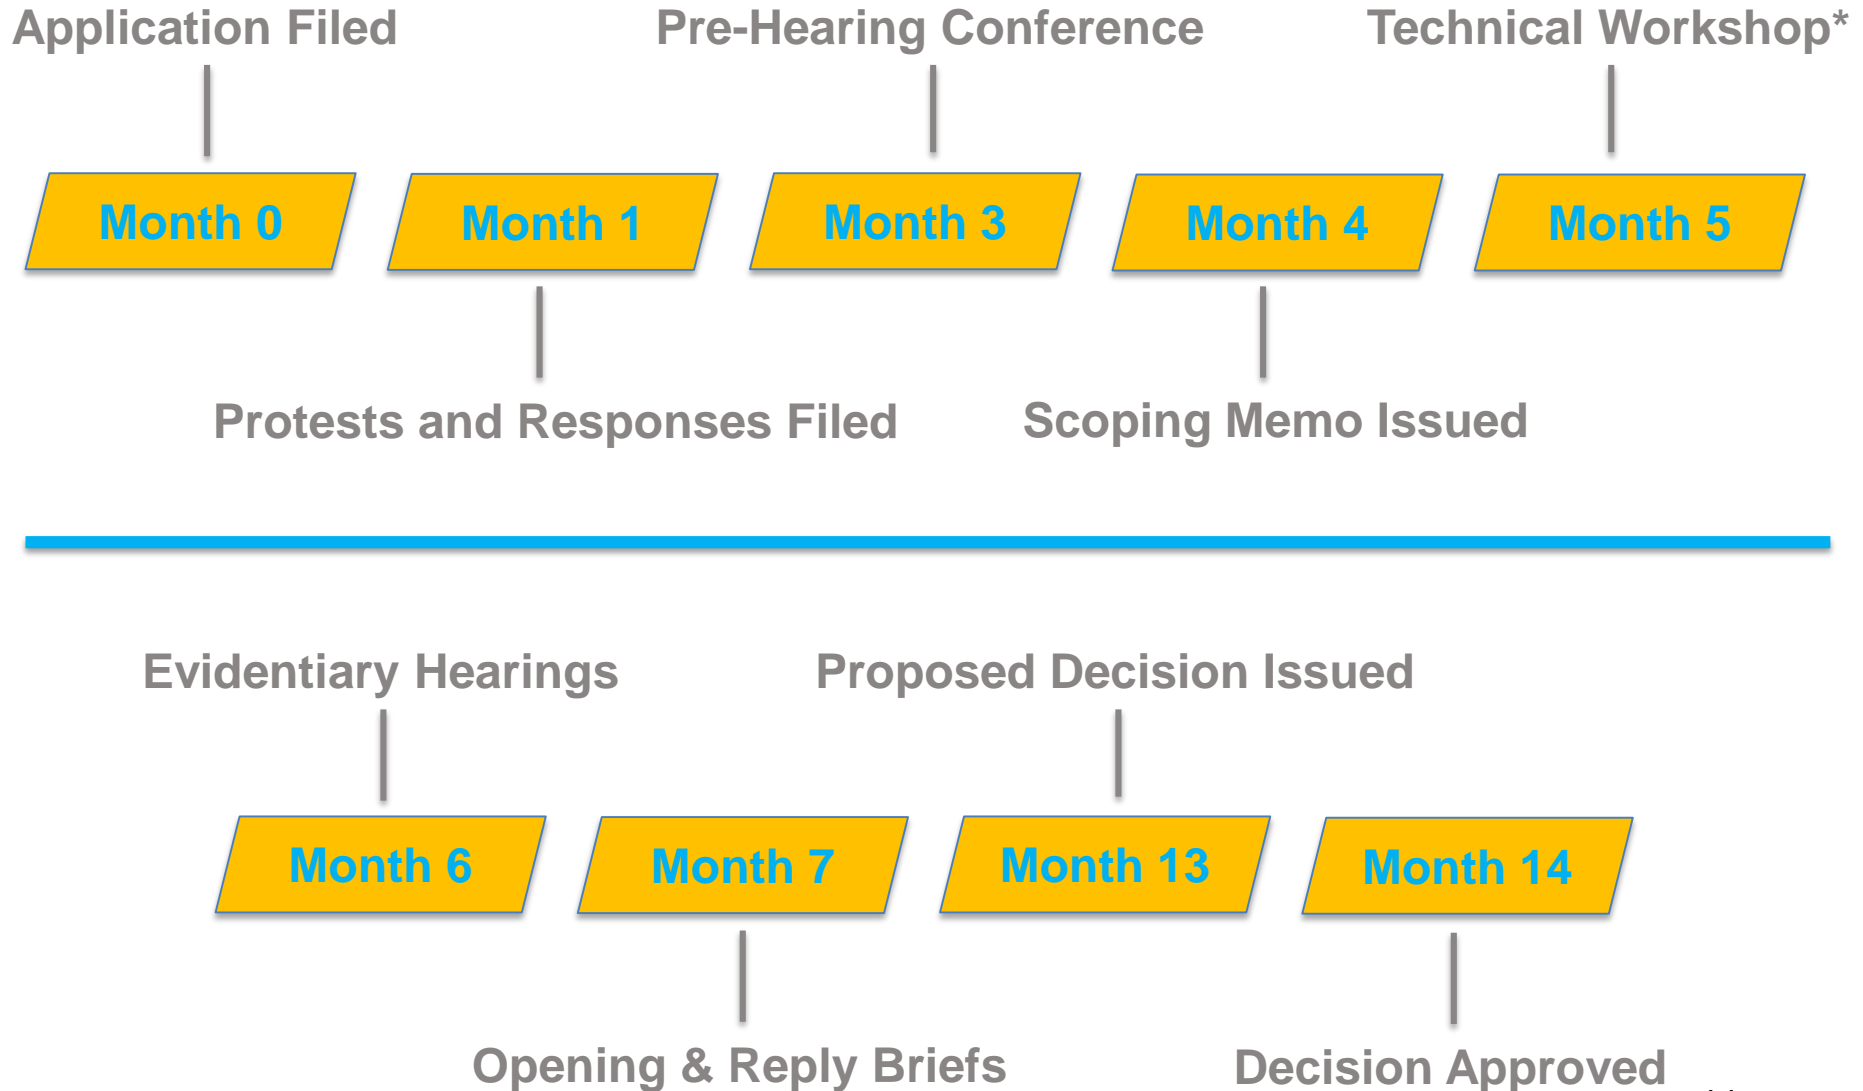 Application Filed
Pre-Hearing Conference
Technical Workshop*
Month 0
Month 1
Month 3
Month 4
Month 5
Protests and Responses Filed
Scoping Memo Issued
Evidentiary Hearings
Proposed Decision Issued
Month 6
Month 7
Month 13
Month 14
Opening & Reply Briefs
Decision Approved